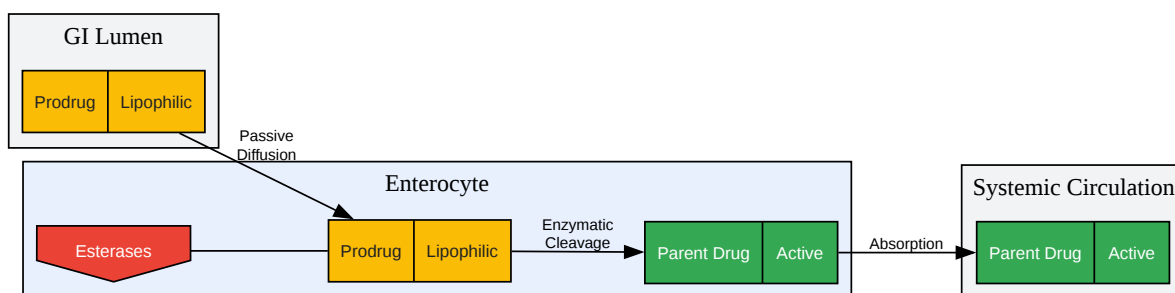 GI Lumen
Prodrug
Lipophilic
Passive
Diffusion
Enterocyte
Esterases
Prodrug
Lipophilic
Enzymatic
Cleavage
Parent Drug
Active
Absorption
Systemic Circulation
Parent Drug
Active